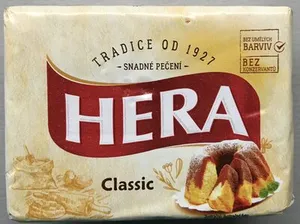 TRADICE OD 1927
— SNADNÉ PEČENÍ —
BEZ UMĚLÝCH
BARVIV
BEZ
KONZERVANTŮ
HERA
Classic